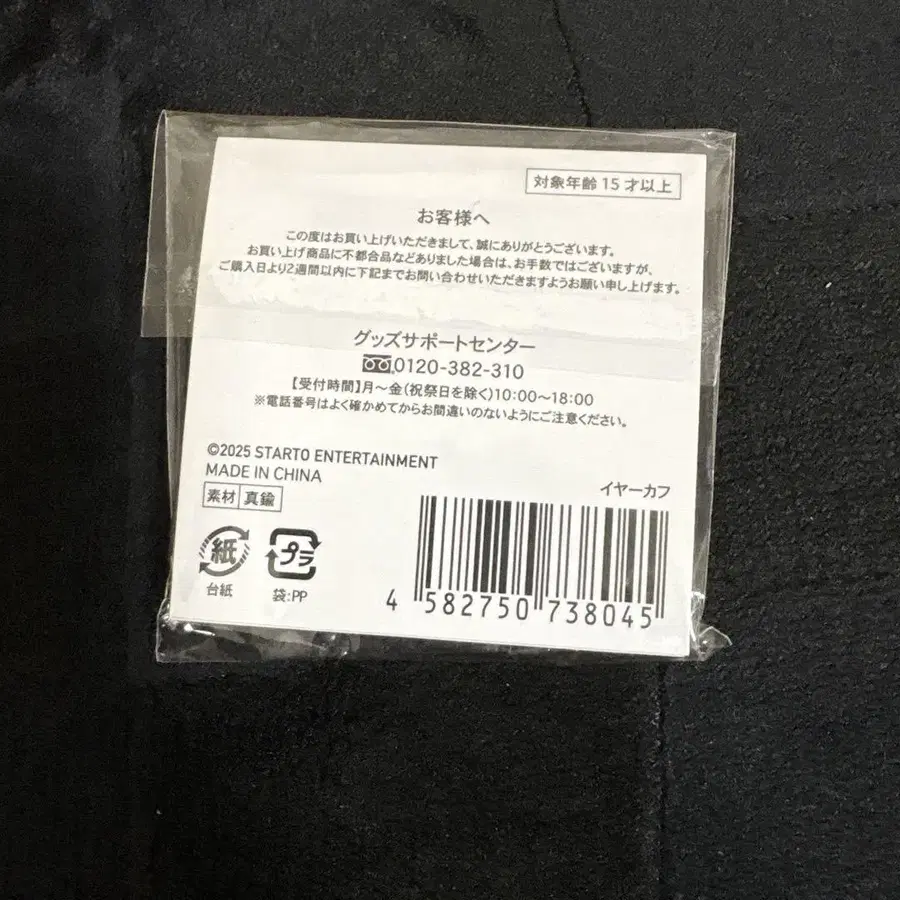 対象年齢15才以上
お客様へ
この度はお買い上げいただきまして、誠にありがとうございます。
お買い上げ商品に不都合品などありました場合は、お手数ではございますが、
ご購入日より2週間以内に下記までお問い合わせいただきますようお願い申し上げます。
グッズサポートセンター
0120-382-310
【受付時間】月〜金(祝祭日を除く)10:00〜18:00
※電話番号はよく確かめてからお間違いのないようにご注意ください。
©2025 STARTO ENTERTAINMENT
MADE IN CHINA
素材 真鍮
イヤーカフ
紙 プラ
台紙 袋:PP
4 582750 738045